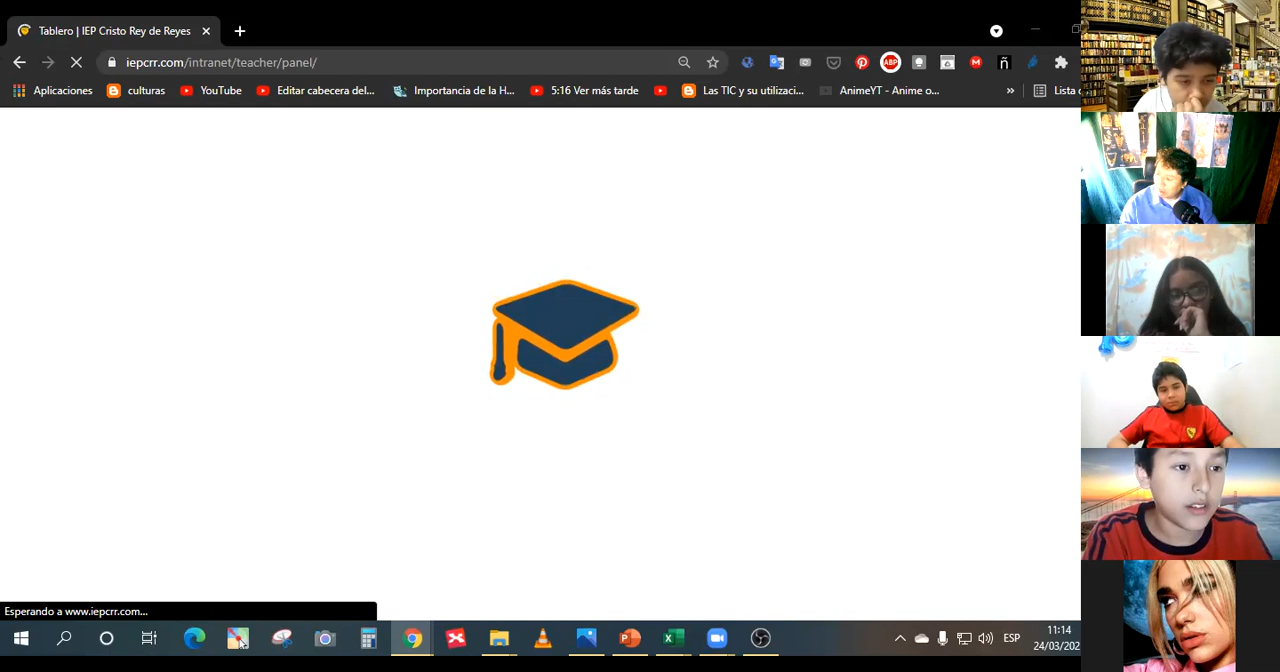 Tablero | IEP Cristo Rey de Reyes
iepcrr.com/intranet/teacher/panel/
ABP
ñ
Aplicaciones culturas YouTube Editar cabecera del... Importancia de la H... 5:16 Ver más tarde Las TIC y su utilizaci... AnimeYT - Anime o... » Lista
Esperando a www.iepcrr.com...
ESP
11:14
24/03/202